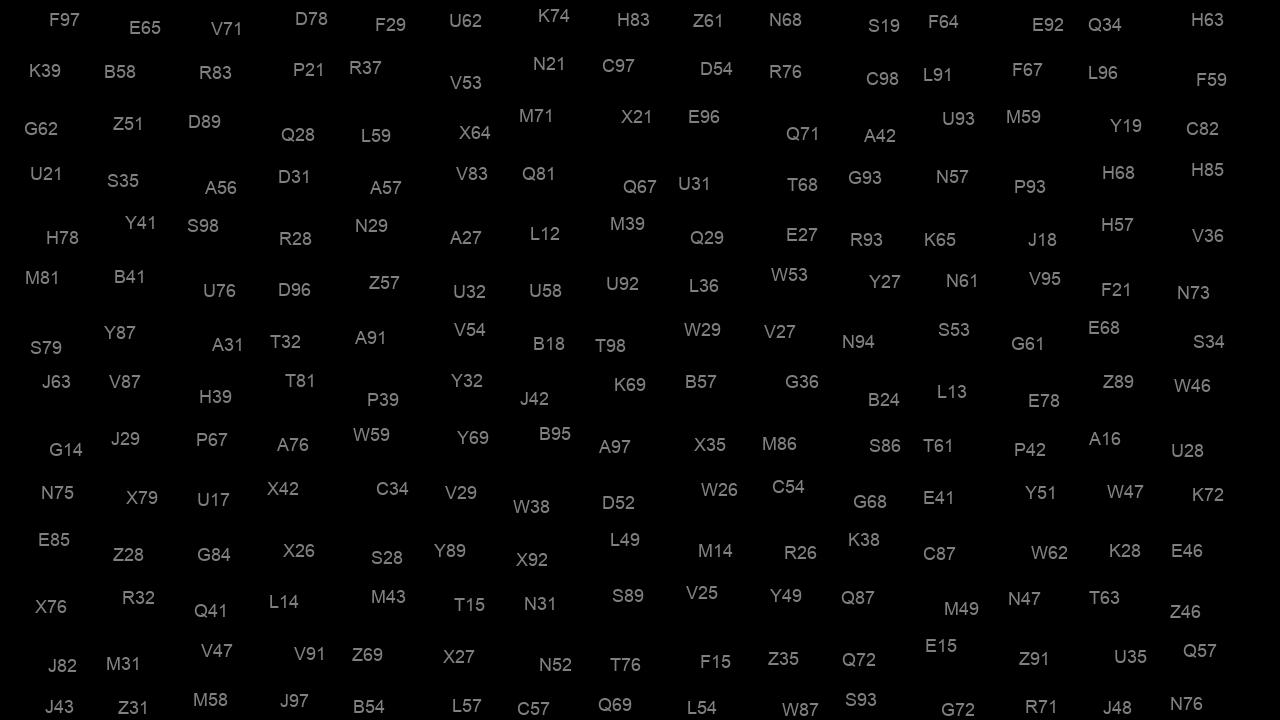 F97 E65 V71 D78 F29 U62 K74 H83 Z61 N68 S19 F64 E92 Q34 H63
K39 B58 R83 P21 R37 V53 N21 C97 D54 R76 C98 L91 F67 L96 F59
G62 Z51 D89 Q28 L59 X64 M71 X21 E96 Q71 A42 U93 M59 Y19 C82
U21 S35 A56 D31 A57 V83 Q81 Q67 U31 T68 G93 N57 P93 H68 H85
H78 Y41 S98 R28 N29 A27 L12 M39 Q29 E27 R93 K65 J18 H57 V36
M81 B41 U76 D96 Z57 U32 U58 U92 L36 W53 Y27 N61 V95 F21 N73
S79 Y87 A31 T32 A91 V54 B18 T98 W29 V27 N94 S53 G61 E68 S34
J63 V87 H39 T81 P39 Y32 J42 K69 B57 G36 B24 L13 E78 Z89 W46
G14 J29 P67 A76 W59 Y69 B95 A97 X35 M86 S86 T61 P42 A16 U28
N75 X79 U17 X42 C34 V29 W38 D52 W26 C54 G68 E41 Y51 W47 K72
E85 Z28 G84 X26 S28 Y89 X92 L49 M14 R26 K38 C87 W62 K28 E46
X76 R32 Q41 L14 M43 T15 N31 S89 V25 Y49 Q87 M49 N47 T63 Z46
J82 M31 V47 V91 Z69 X27 N52 T76 F15 Z35 Q72 E15 Z91 U35 Q57
J43 Z31 M58 J97 B54 L57 C57 Q69 L54 W87 S93 G72 R71 J48 N76